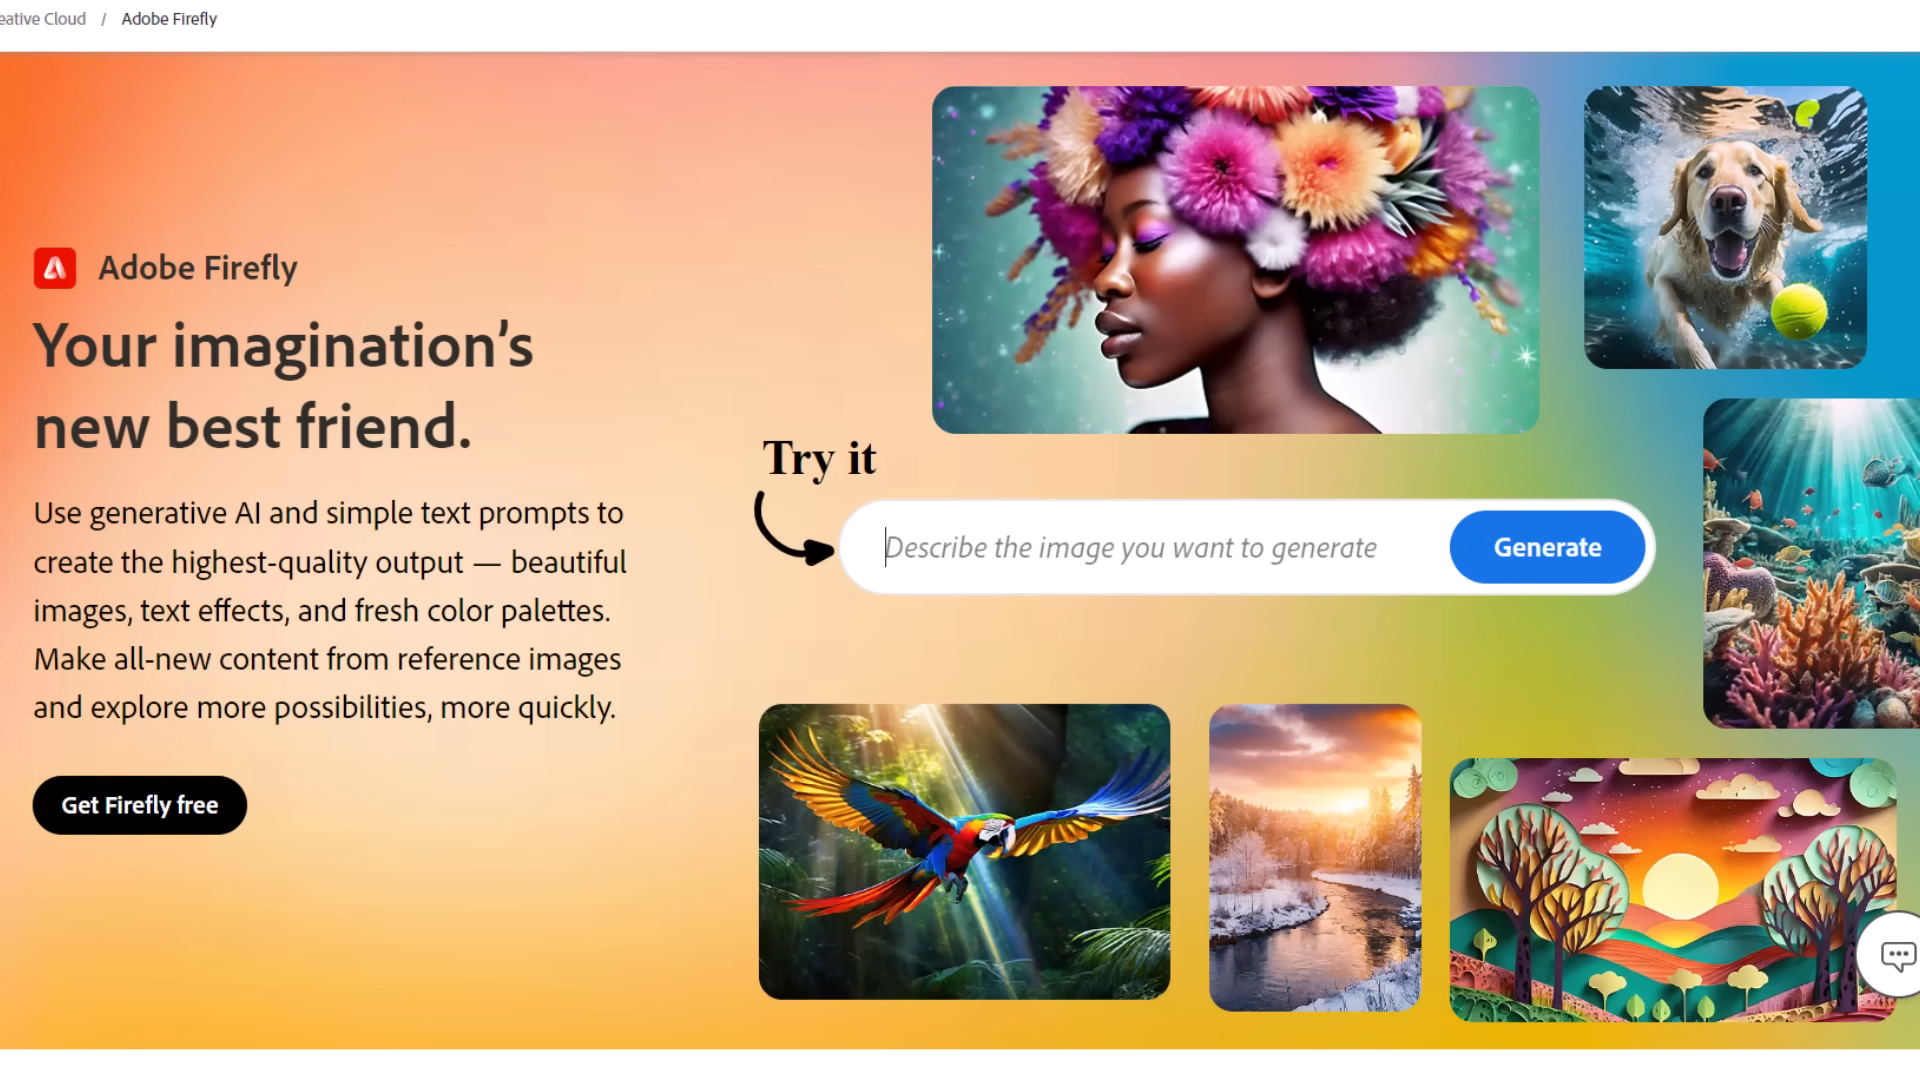 eative Cloud / Adobe Firefly
Adobe Firefly
Your imagination’s
new best friend.
Use generative AI and simple text prompts to
create the highest-quality output — beautiful
images, text effects, and fresh color palettes.
Make all-new content from reference images
and explore more possibilities, more quickly.
Get Firefly free
Try it
Describe the image you want to generate
Generate